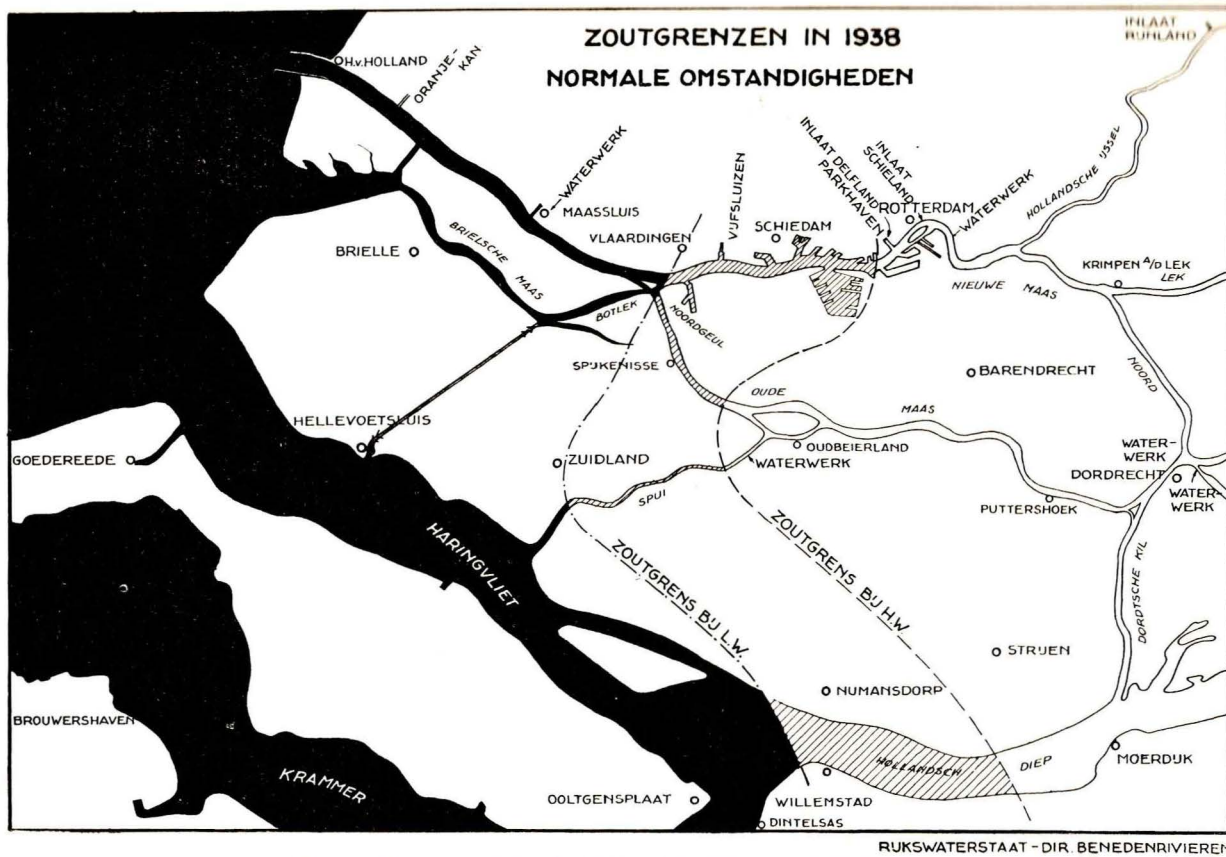 ZOUTGRENZEN IN 1938
NORMALE OMSTANDIGHEDEN
INLAAT
RIJNLAND
H.v.HOLLAND
ORANJE-
KAN
WATERWERK
MAASSLUIS
VLAARDINGEN
VIJFSLUIZEN
SCHIEDAM
INLAAT DELFLAND
PARKHAVEN
INLAAT
SCHIELAND
ROTTERDAM
WATERWERK
HOLLANDSCHE IJSSEL
BRIELLE
BRIELSCHE MAAS
BOTLEK
NOORDGEUL
NIEUWE MAAS
KRIMPEN A/D LEK
LEK
SPIJKENISSE
OUDE MAAS
BARENDRECHT
NOORD
HELLEVOETSLUIS
GOEDEREEDE
ZUIDLAND
OUDBEIERLAND
WATERWERK
SPUI
WATER-
WERK
DORDRECHT
WATER-
WERK
PUTTERSHOEK
HARINGVLIET
ZOUTGRENS BIJ L.W.
ZOUTGRENS BIJ H.W
DORDTSCHE KIL
STRIJEN
NUMANSDORP
BROUWERSHAVEN
KRAMMER
HOLLANDSCH DIEP
MOERDIJK
OOLTGENSPLAAT
WILLEMSTAD
DINTELSAS
RIJKSWATERSTAAT - DIR. BENEDENRIVIEREN